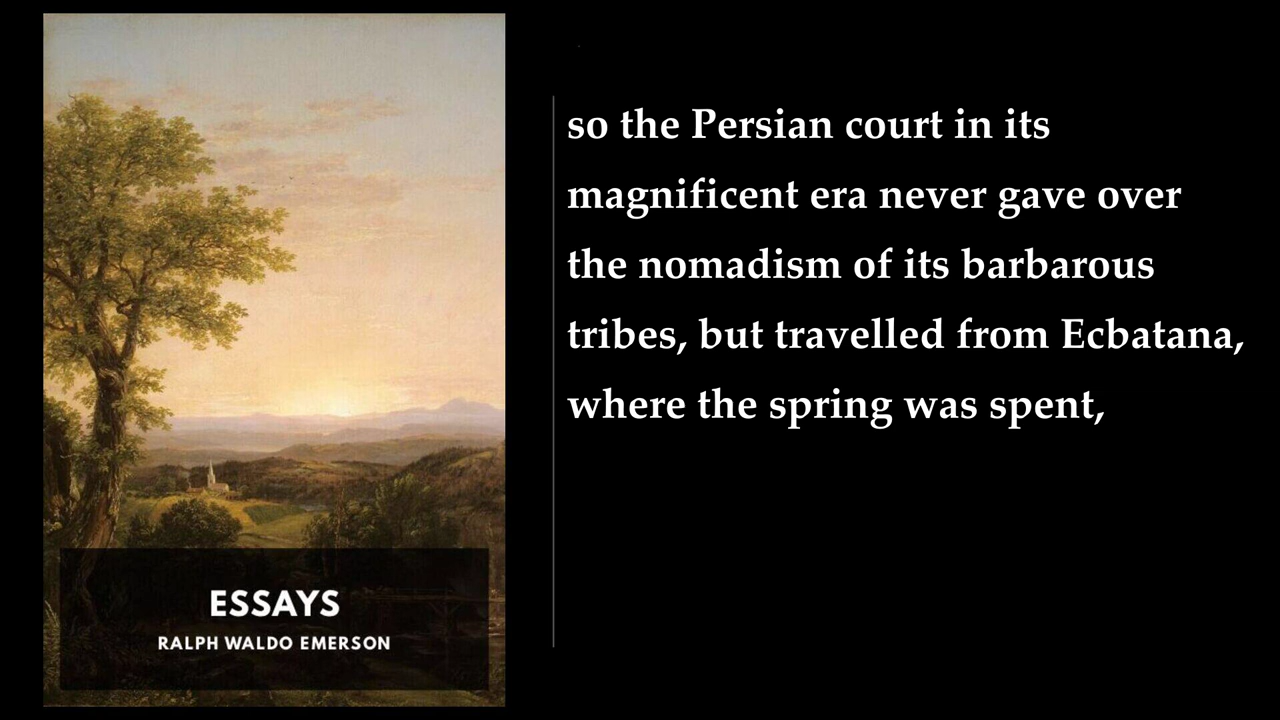 ESSAYS
RALPH WALDO EMERSON
so the Persian court in its
magnificent era never gave over
the nomadism of its barbarous
tribes, but travelled from Ecbatana,
where the spring was spent,